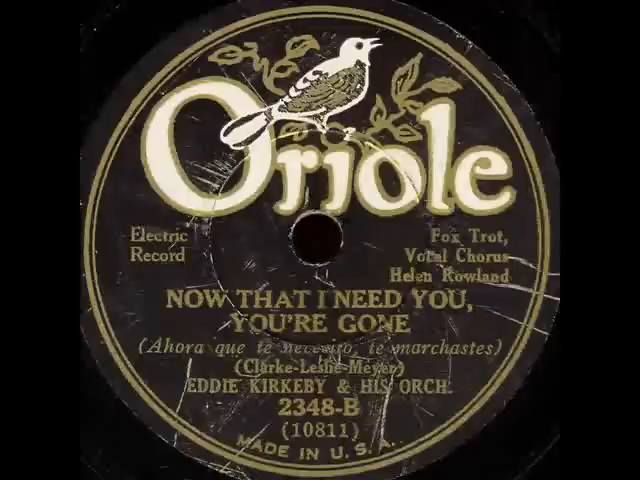 Oriole
Electric
Record
Fox Trot,
Vocal Chorus
Helen Rowland
NOW THAT I NEED YOU,
YOU'RE GONE
(Ahora que te necesito, te marchastes)
(Clarke-Leslie-Meyer)
EDDIE KIRKEBY & HIS ORCH.
2348-B
(10811)
MADE IN U.S.A.